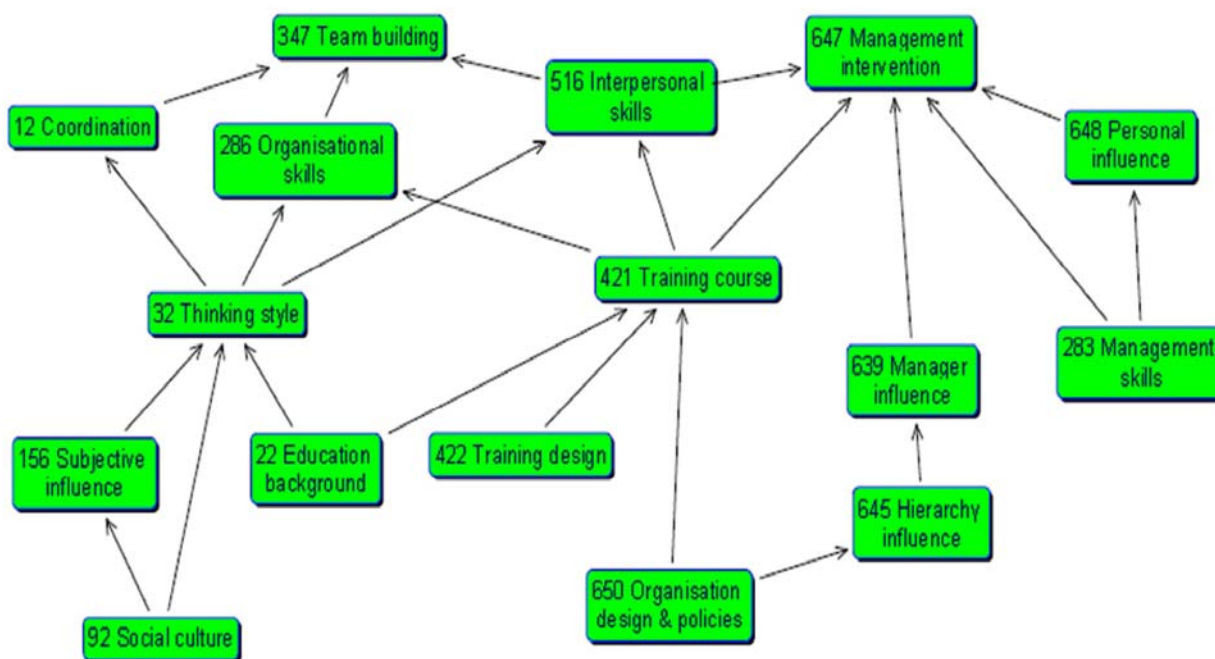 347 Team building
647 Management
intervention
516 Interpersonal
skills
12 Coordination
286 Organisational
skills
648 Personal
influence
421 Training course
32 Thinking style
639 Manager
influence
283 Management
skills
156 Subjective
influence
22 Education
background
422 Training design
645 Hierarchy
influence
650 Organisation
design & policies
92 Social culture